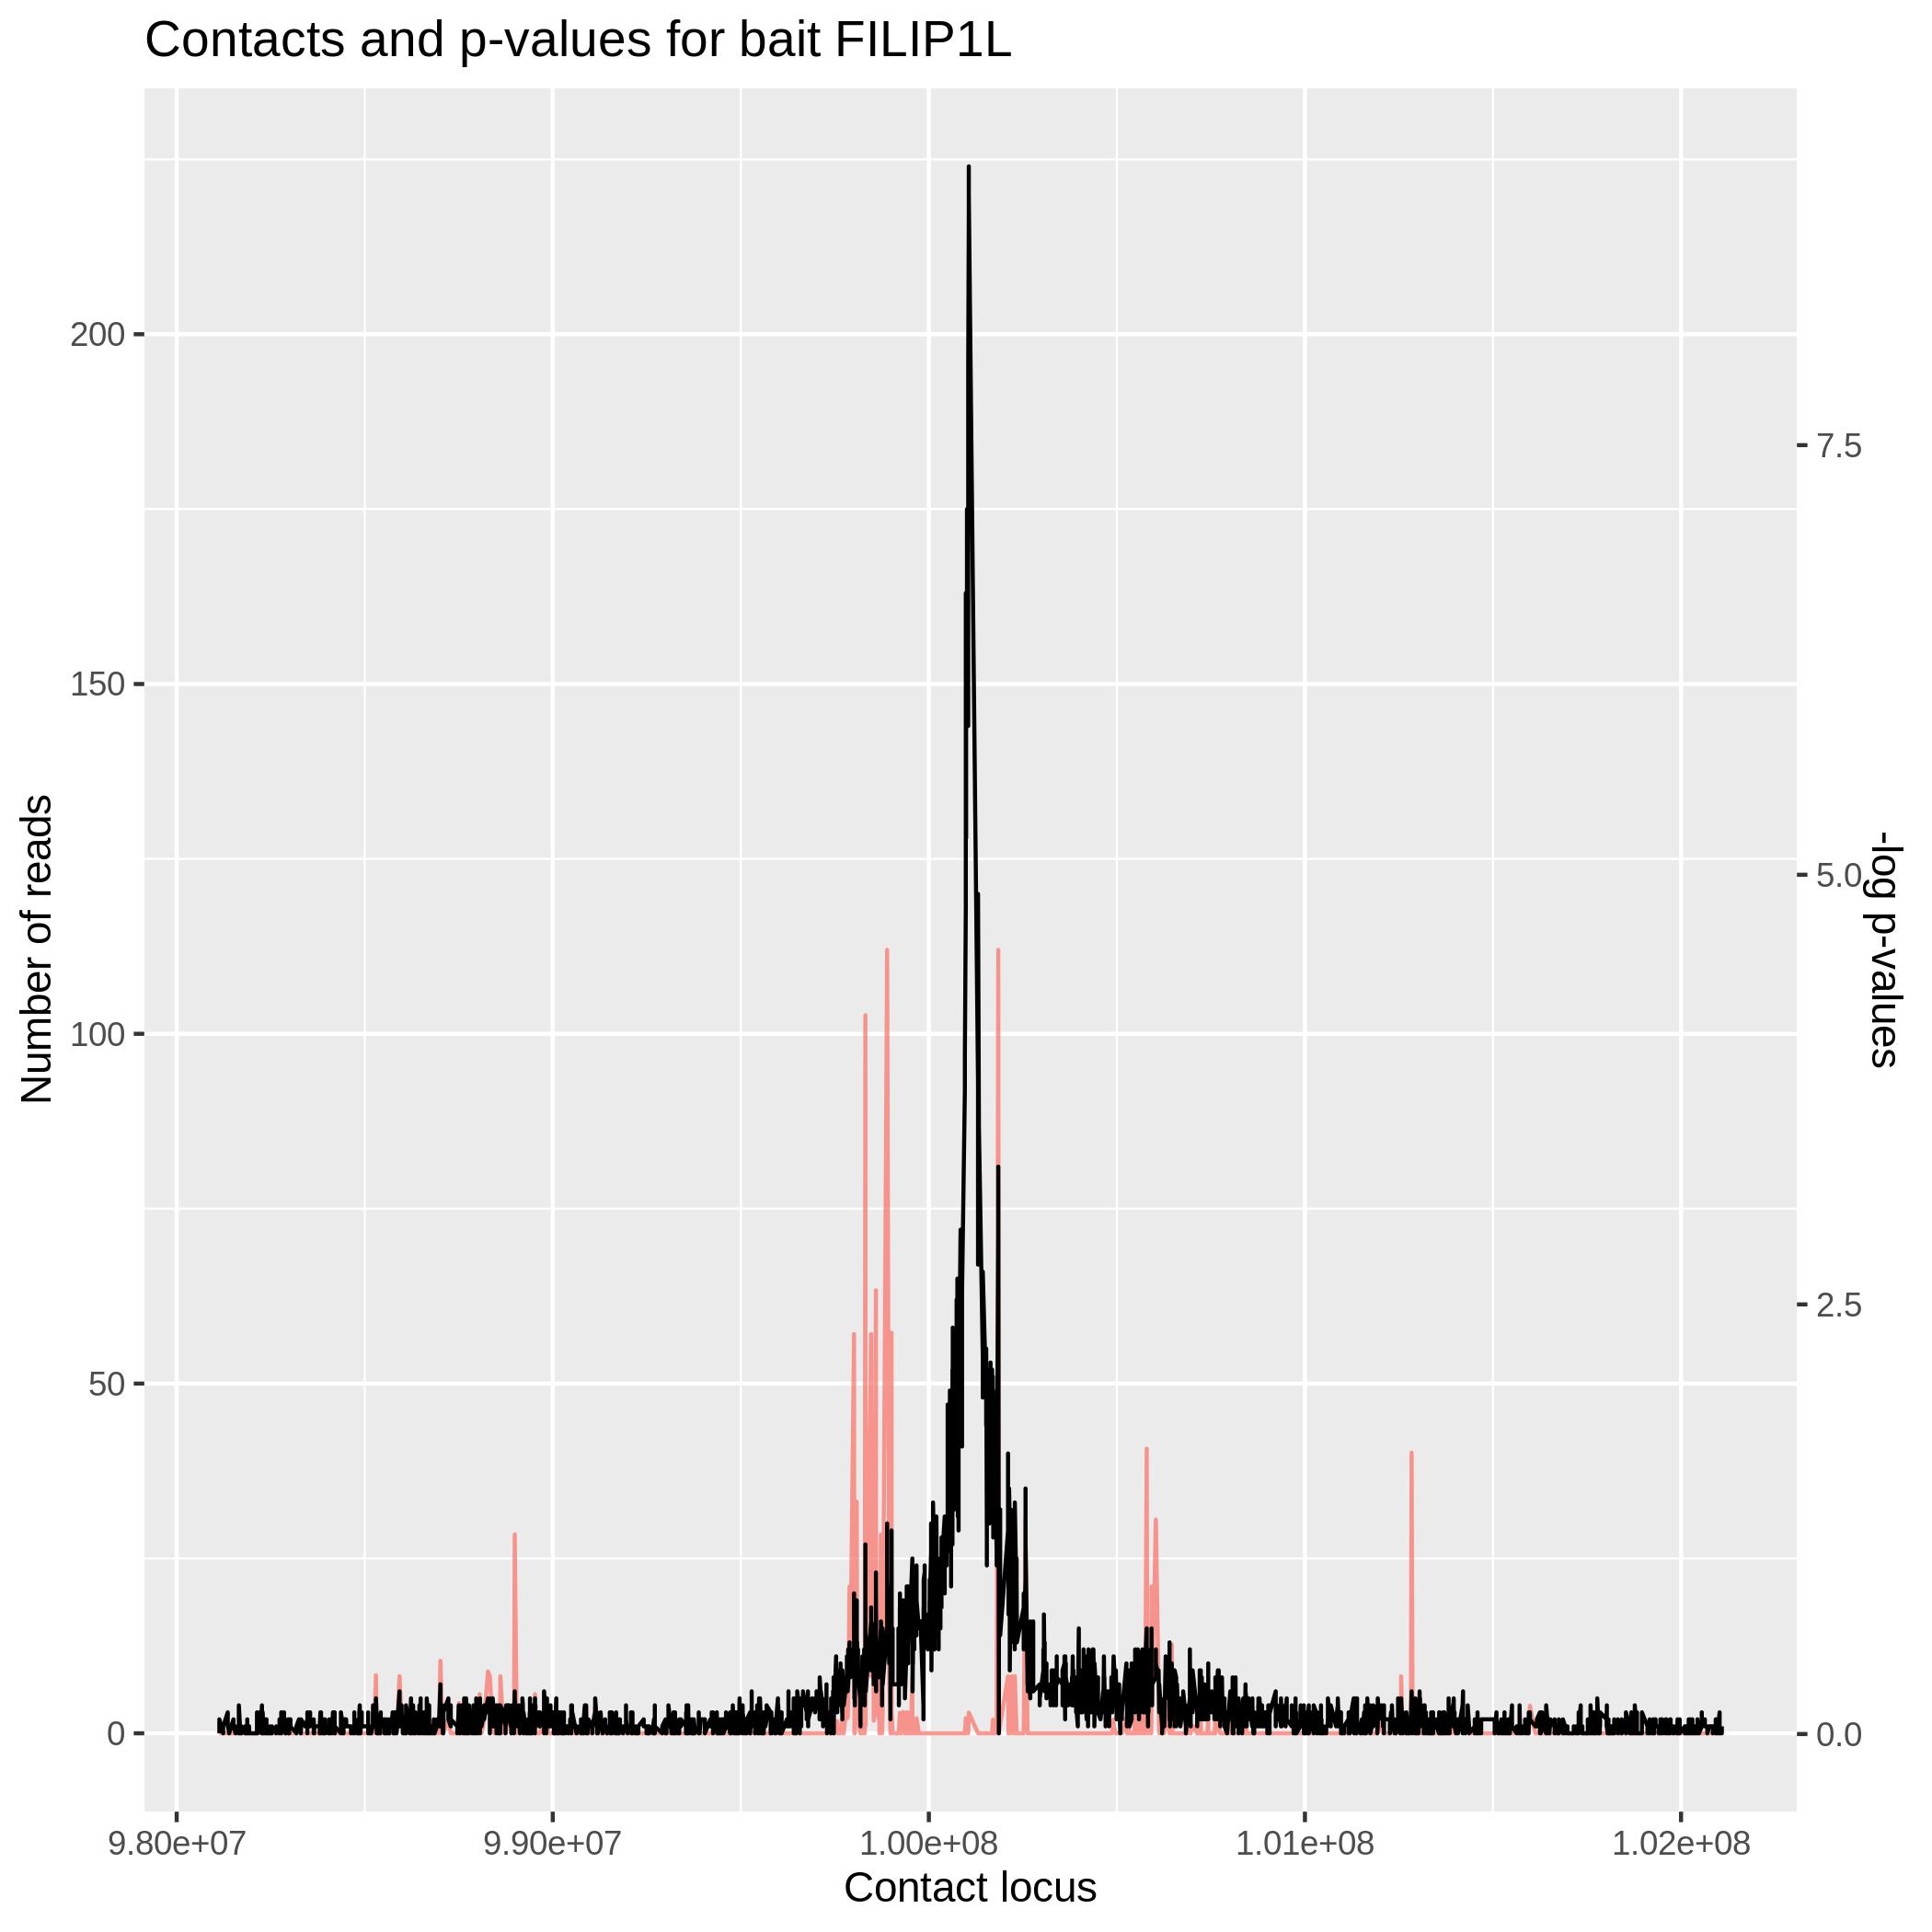 Contacts and p-values for bait FILIP1L
200
150
100
50
0
Number of reads
7.5
5.0
2.5
0.0
-log p-values
9.80e+07
9.90e+07
1.00e+08
1.01e+08
1.02e+08
Contact locus